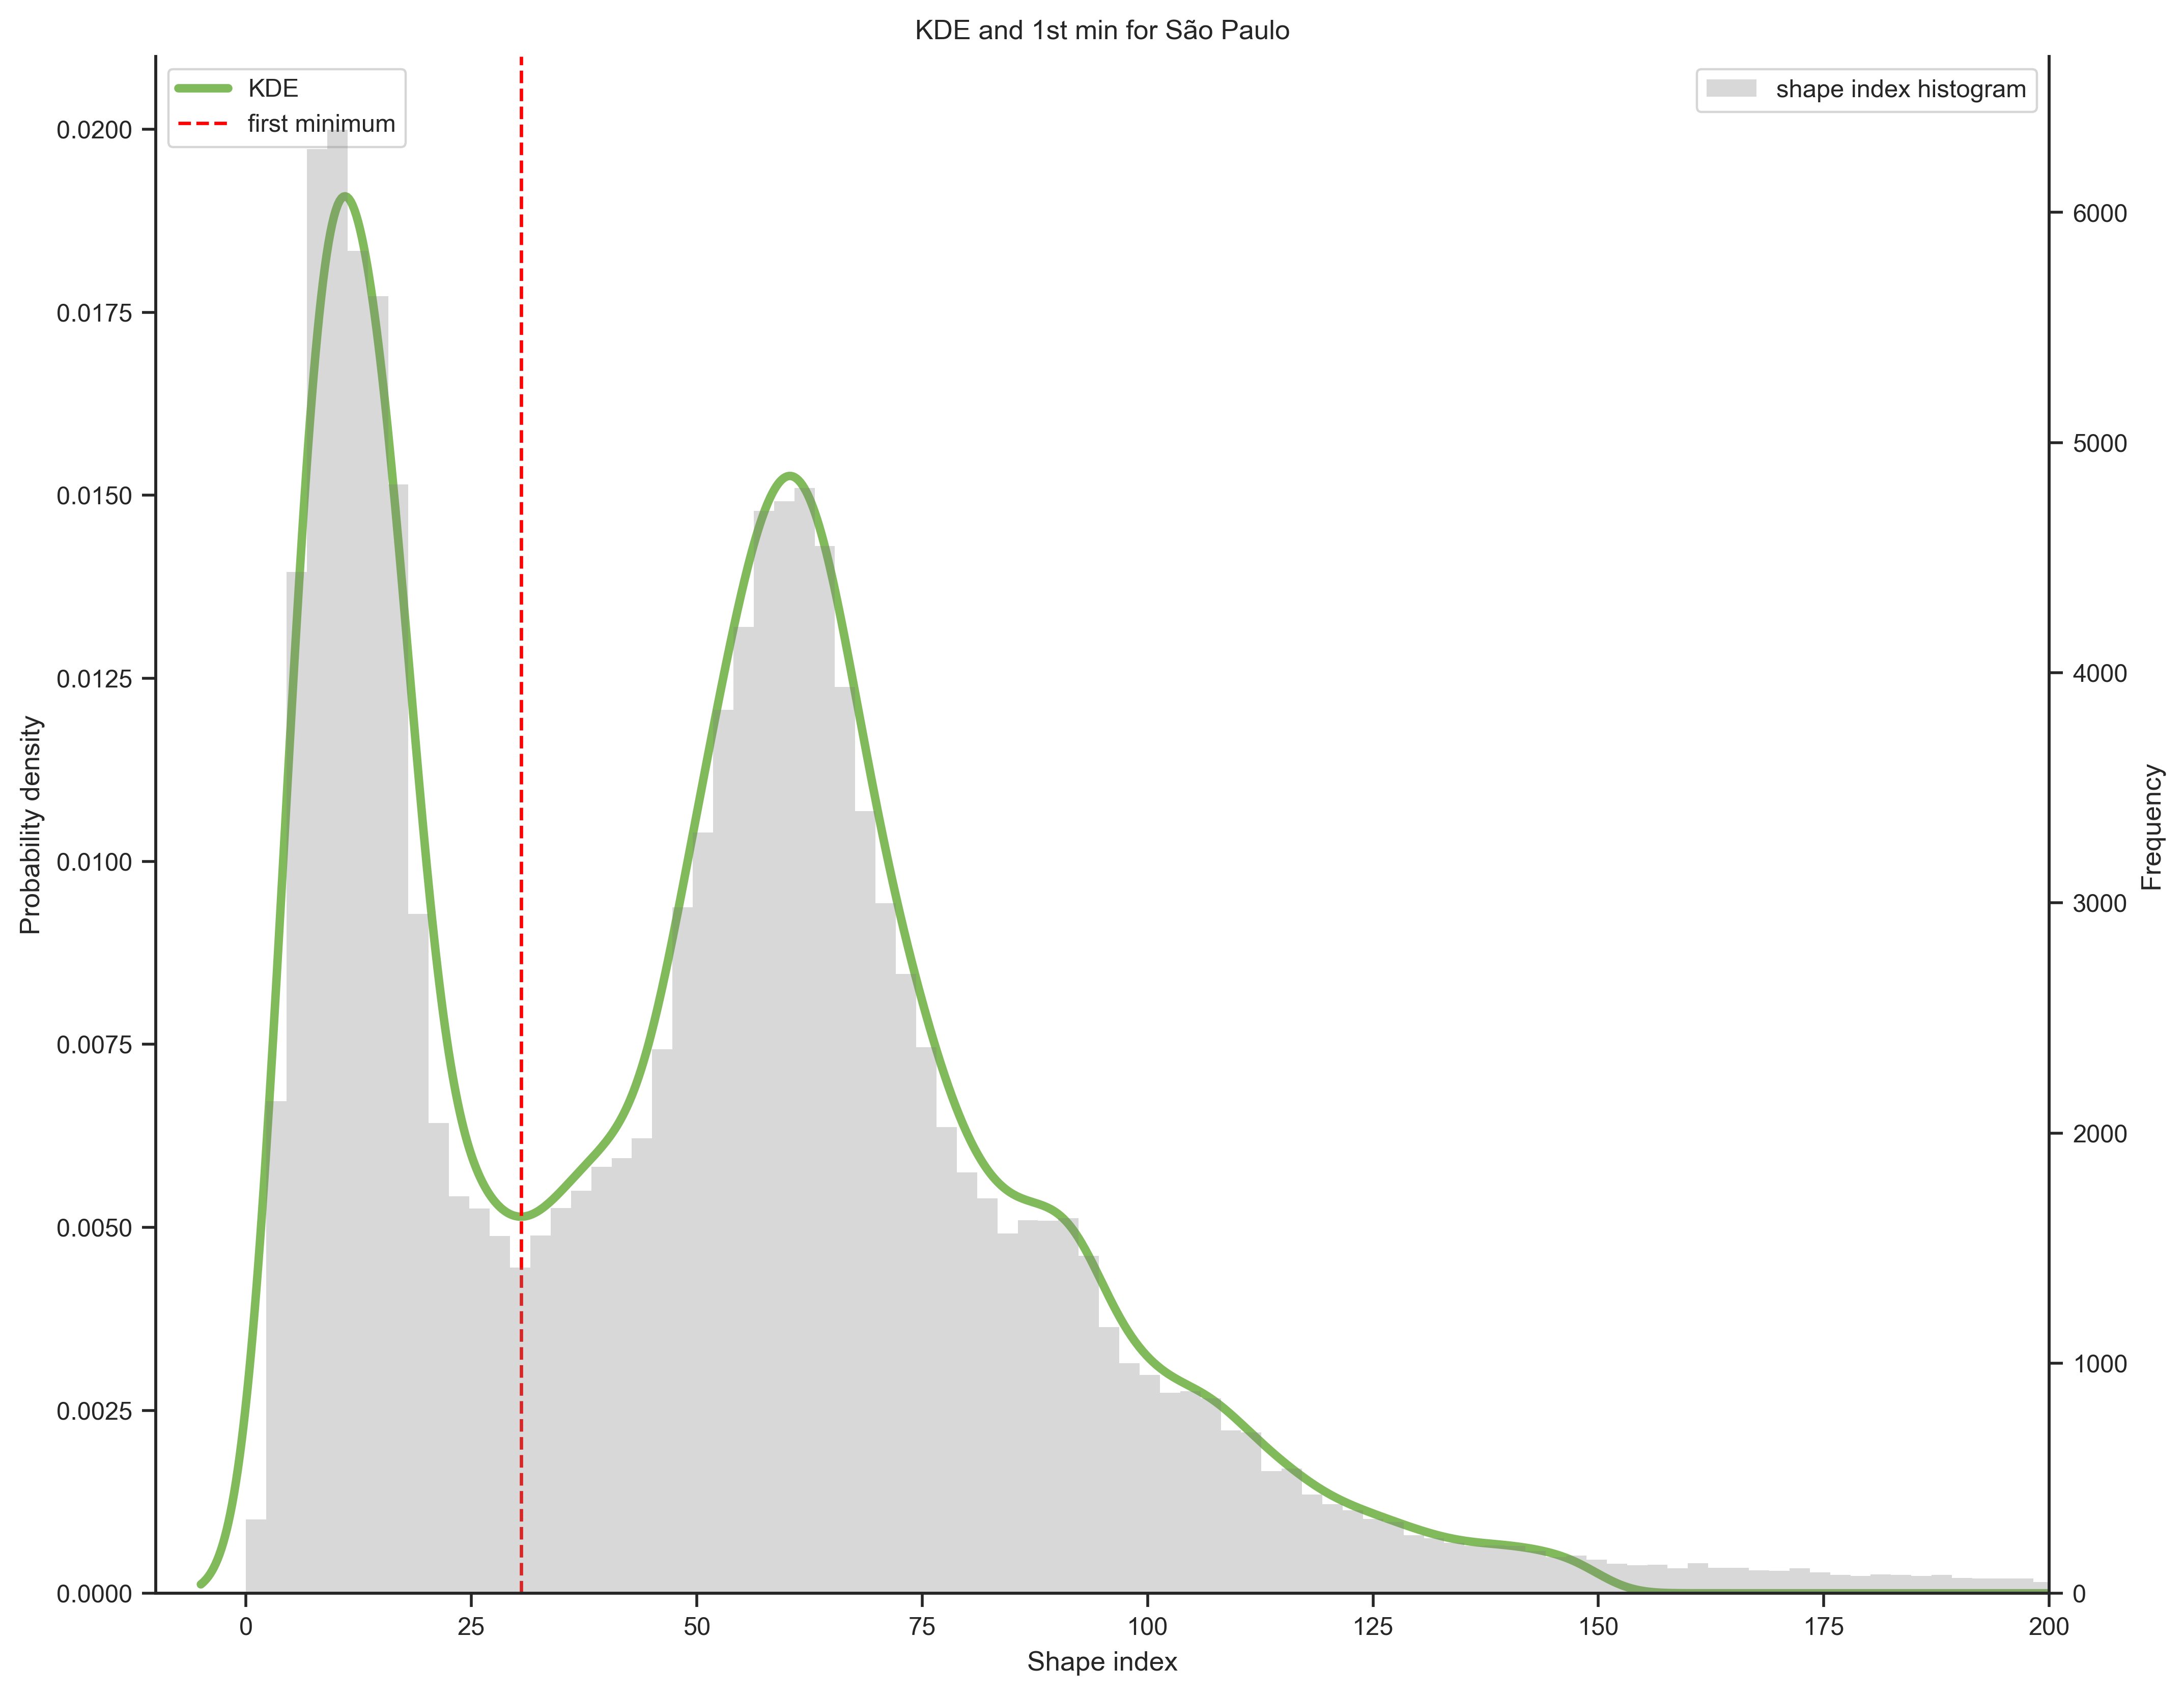 KDE and 1st min for São Paulo
KDE
first minimum
shape index histogram
0.0200
0.0175
0.0150
0.0125
0.0100
0.0075
0.0050
0.0025
0.0000
Probability density
6000
5000
4000
3000
2000
1000
0
Frequency
0 25 50 75 100 125 150 175 200
Shape index